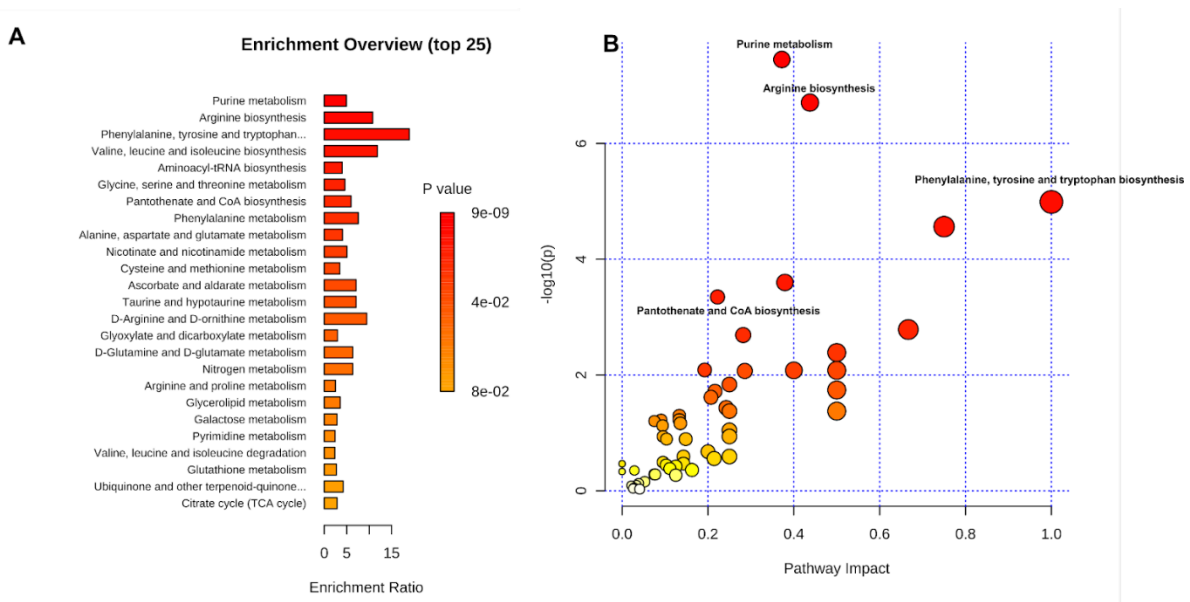 A
Enrichment Overview (top 25)
Purine metabolism
Arginine biosynthesis
Phenylalanine, tyrosine and tryptophan...
Valine, leucine and isoleucine biosynthesis
Aminoacyl-tRNA biosynthesis
Glycine, serine and threonine metabolism
Pantothenate and CoA biosynthesis
Phenylalanine metabolism
Alanine, aspartate and glutamate metabolism
Nicotinate and nicotinamide metabolism
Cysteine and methionine metabolism
Ascorbate and aldarate metabolism
Taurine and hypotaurine metabolism
D-Arginine and D-ornithine metabolism
Glyoxylate and dicarboxylate metabolism
D-Glutamine and D-glutamate metabolism
Nitrogen metabolism
Arginine and proline metabolism
Glycerolipid metabolism
Galactose metabolism
Pyrimidine metabolism
Valine, leucine and isoleucine degradation
Glutathione metabolism
Ubiquinone and other terpenoid-quinone...
Citrate cycle (TCA cycle)
0 5 15
Enrichment Ratio
P value
9e-09
4e-02
8e-02
B
Purine metabolism
Arginine biosynthesis
Phenylalanine, tyrosine and tryptophan biosynthesis
Pantothenate and CoA biosynthesis
-log10(p)
6
4
2
0
0.0 0.2 0.4 0.6 0.8 1.0
Pathway Impact